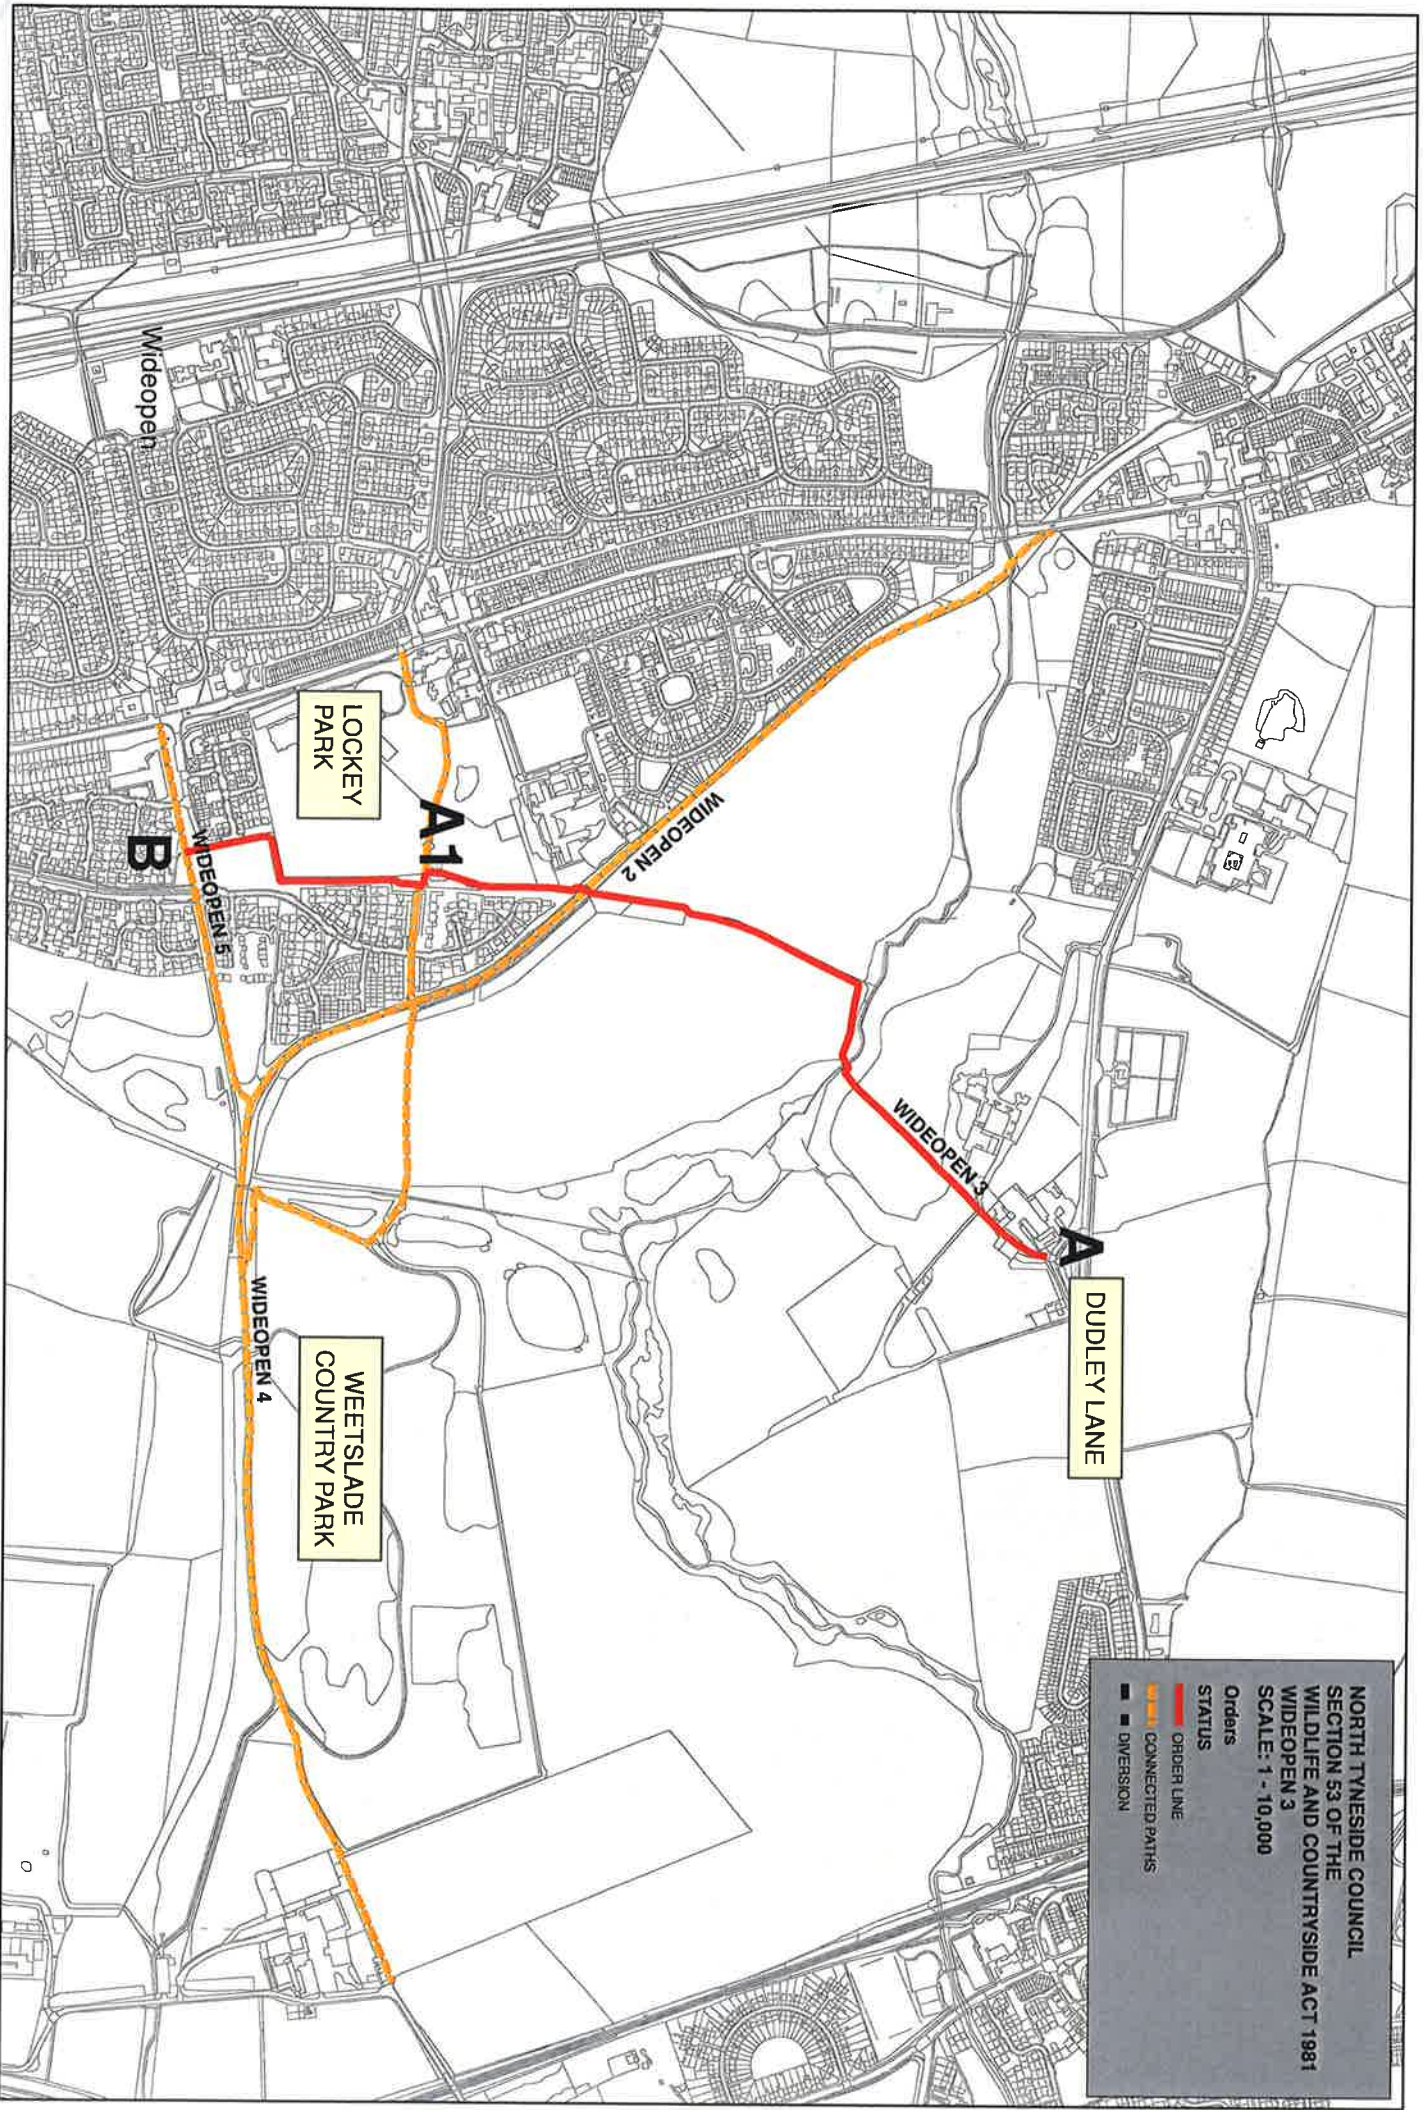 NORTH TYNESIDE COUNCIL
SECTION 53 OF THE
WILDLIFE AND COUNTRYSIDE ACT 1981
WIDEOPEN 3
SCALE: 1 - 10,000
Orders
STATUS
ORDER LINE
CONNECTED PATHS
DIVERSION
DUDLEY LANE
A
WIDEOPEN 3
WIDEOPEN 2
A1
LOCKEY
PARK
WEETSLADE
COUNTRY PARK
WIDEOPEN 4
WIDEOPEN 5
B
Wideopen